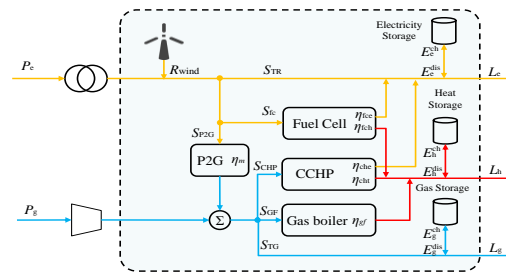 Electricity
Storage
E_e^ch
E_e^dis
P_e
R_wind
S_TR
L_e
S_fc
Fuel Cell
η_fce
η_fch
Heat
Storage
S_P2G
P2G η_m
S_CHP
CCHP
η_che
η_cht
E_h^ch
E_h^dis
L_h
Gas Storage
P_g
Σ
S_GF
Gas boiler η_gf
E_g^ch
E_g^dis
S_TG
L_g